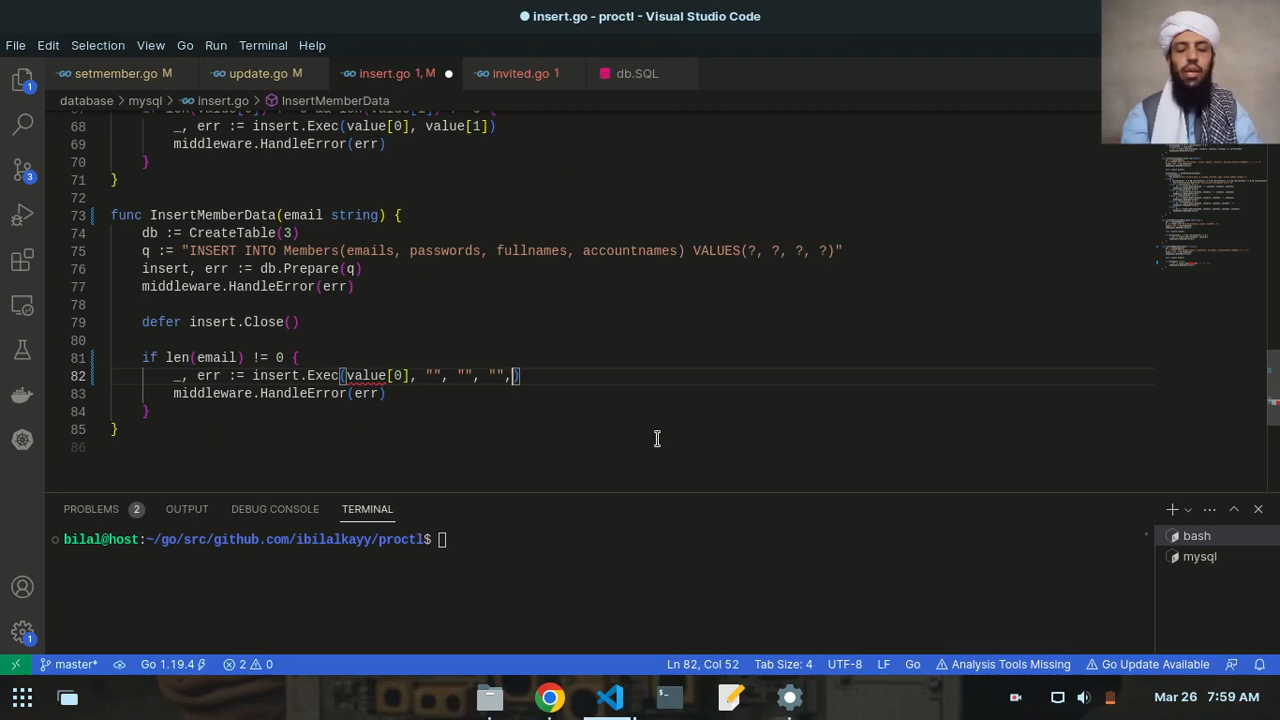 insert.go - proctl - Visual Studio Code
File Edit Selection View Go Run Terminal Help
setmember.go M update.go M insert.go 1, M invited.go 1 db.SQL
database > mysql > insert.go > InsertMemberData
68 _, err := insert.Exec(value[0], value[1])
69 middleware.HandleError(err)
70 }
71 }
72
73 func InsertMemberData(email string) {
74 db := CreateTable(3)
75 q := "INSERT INTO Members(emails, passwords, fullnames, accountnames) VALUES(?, ?, ?, ?)"
76 insert, err := db.Prepare(q)
77 middleware.HandleError(err)
78
79 defer insert.Close()
80
81 if len(email) != 0 {
82 _, err := insert.Exec(value[0], "", "", "",)
83 middleware.HandleError(err)
84 }
85 }
86
PROBLEMS 2 OUTPUT DEBUG CONSOLE TERMINAL
bilal@host:~/go/src/github.com/ibilalkayy/proctl$
bash
mysql
1
3
1
master* Go 1.19.4 2 0 Ln 82, Col 52 Tab Size: 4 UTF-8 LF Go Analysis Tools Missing Go Update Available
Mar 26 7:59 AM